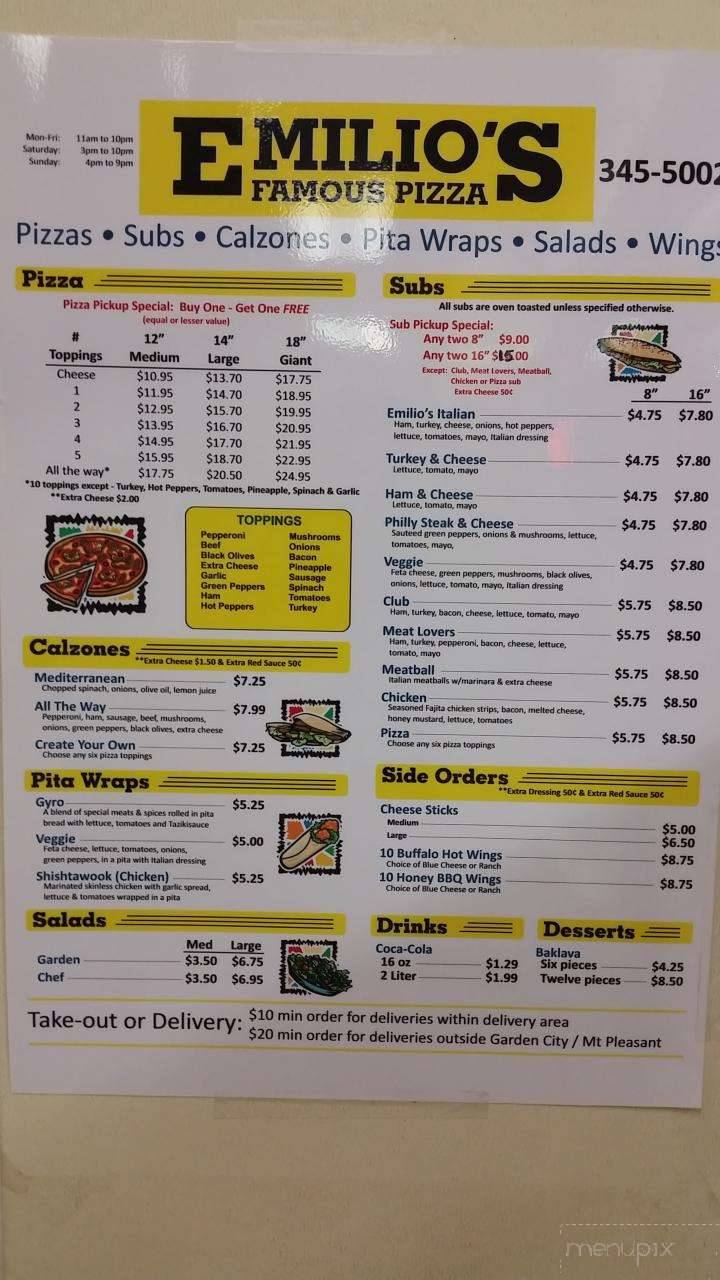 Mon-Fri: 11am to 10pm
Saturday: 3pm to 10pm
Sunday: 4pm to 9pm
EMILIO'S
FAMOUS PIZZA
345-5002
Pizzas • Subs • Calzones • Pita Wraps • Salads • Wings
Pizza
Pizza Pickup Special: Buy One - Get One FREE
(equal or lesser value)
# 12" 14" 18"
Toppings Medium Large Giant
Cheese $10.95 $13.70 $17.75
1 $11.95 $14.70 $18.95
2 $12.95 $15.70 $19.95
3 $13.95 $16.70 $20.95
4 $14.95 $17.70 $21.95
5 $15.95 $18.70 $22.95
All the way* $17.75 $20.50 $24.95
*10 toppings except - Turkey, Hot Peppers, Tomatoes, Pineapple, Spinach & Garlic
**Extra Cheese $2.00
TOPPINGS
Pepperoni Mushrooms
Beef Onions
Black Olives Bacon
Extra Cheese Pineapple
Garlic Sausage
Green Peppers Spinach
Ham Tomatoes
Hot Peppers Turkey
Calzones
**Extra Cheese $1.50 & Extra Red Sauce 50¢
Mediterranean $7.25
Chopped spinach, onions, olive oil, lemon juice
All The Way $7.99
Pepperoni, ham, sausage, beef, mushrooms,
onions, green peppers, black olives, extra cheese
Create Your Own $7.25
Choose any six pizza toppings
Pita Wraps
Gyro $5.25
A blend of special meats & spices rolled in pita
bread with lettuce, tomatoes and Tazikisauce
Veggie $5.00
Feta cheese, lettuce, tomatoes, onions,
green peppers, in a pita with Italian dressing
Shishtawook (Chicken) $5.25
Marinated skinless chicken with garlic spread,
lettuce & tomatoes wrapped in a pita
Salads
Med Large
Garden $3.50 $6.75
Chef $3.50 $6.95
Subs
All subs are oven toasted unless specified otherwise.
Sub Pickup Special:
Any two 8" $9.00
Any two 16" $15.00
Except: Club, Meat Lovers, Meatball,
Chicken or Pizza sub
Extra Cheese 50¢
8" 16"
Emilio's Italian $4.75 $7.80
Ham, turkey, cheese, onions, hot peppers,
lettuce, tomatoes, mayo, Italian dressing
Turkey & Cheese $4.75 $7.80
Lettuce, tomato, mayo
Ham & Cheese $4.75 $7.80
Lettuce, tomato, mayo
Philly Steak & Cheese $4.75 $7.80
Sauteed green peppers, onions & mushrooms, lettuce,
tomatoes, mayo,
Veggie $4.75 $7.80
Feta cheese, green peppers, mushrooms, black olives,
onions, lettuce, tomato, mayo, Italian dressing
Club $5.75 $8.50
Ham, turkey, bacon, cheese, lettuce, tomato, mayo
Meat Lovers $5.75 $8.50
Ham, turkey, pepperoni, bacon, cheese, lettuce,
tomato, mayo
Meatball $5.75 $8.50
Italian meatballs w/marinara & extra cheese
Chicken $5.75 $8.50
Seasoned Fajita chicken strips, bacon, melted cheese,
honey mustard, lettuce, tomatoes
Pizza $5.75 $8.50
Choose any six pizza toppings
Side Orders
**Extra Dressing 50¢ & Extra Red Sauce 50¢
Cheese Sticks
Medium $5.00
Large $6.50
10 Buffalo Hot Wings $8.75
Choice of Blue Cheese or Ranch
10 Honey BBQ Wings $8.75
Choice of Blue Cheese or Ranch
Drinks
Coca-Cola
16 oz $1.29
2 Liter $1.99
Desserts
Baklava
Six pieces $4.25
Twelve pieces $8.50
Take-out or Delivery:
$10 min order for deliveries within delivery area
$20 min order for deliveries outside Garden City / Mt Pleasant
menupix